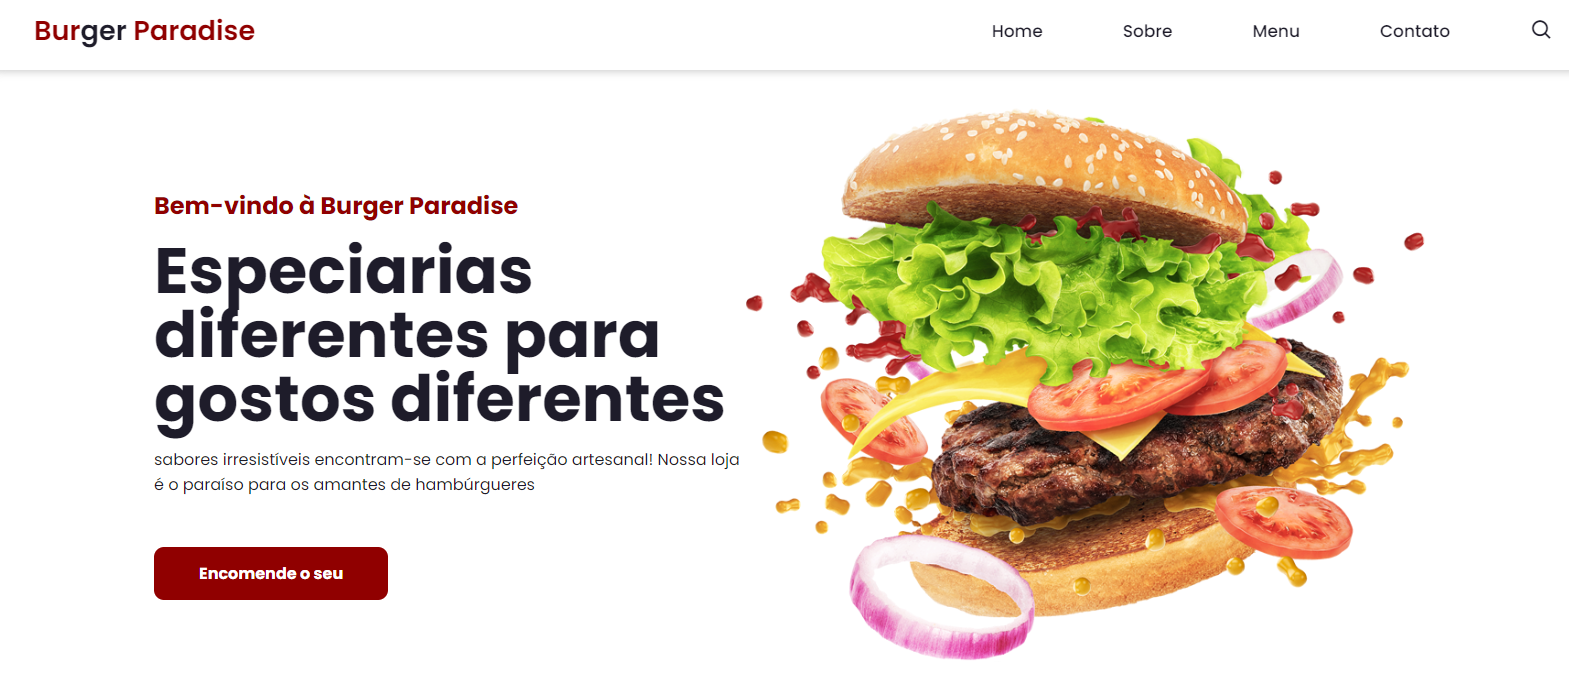 Burger Paradise
Home
Sobre
Menu
Contato
Bem-vindo à Burger Paradise
Especiarias
diferentes para
gostos diferentes
sabores irresistíveis encontram-se com a perfeição artesanal! Nossa loja
é o paraíso para os amantes de hambúrgueres
Encomende o seu